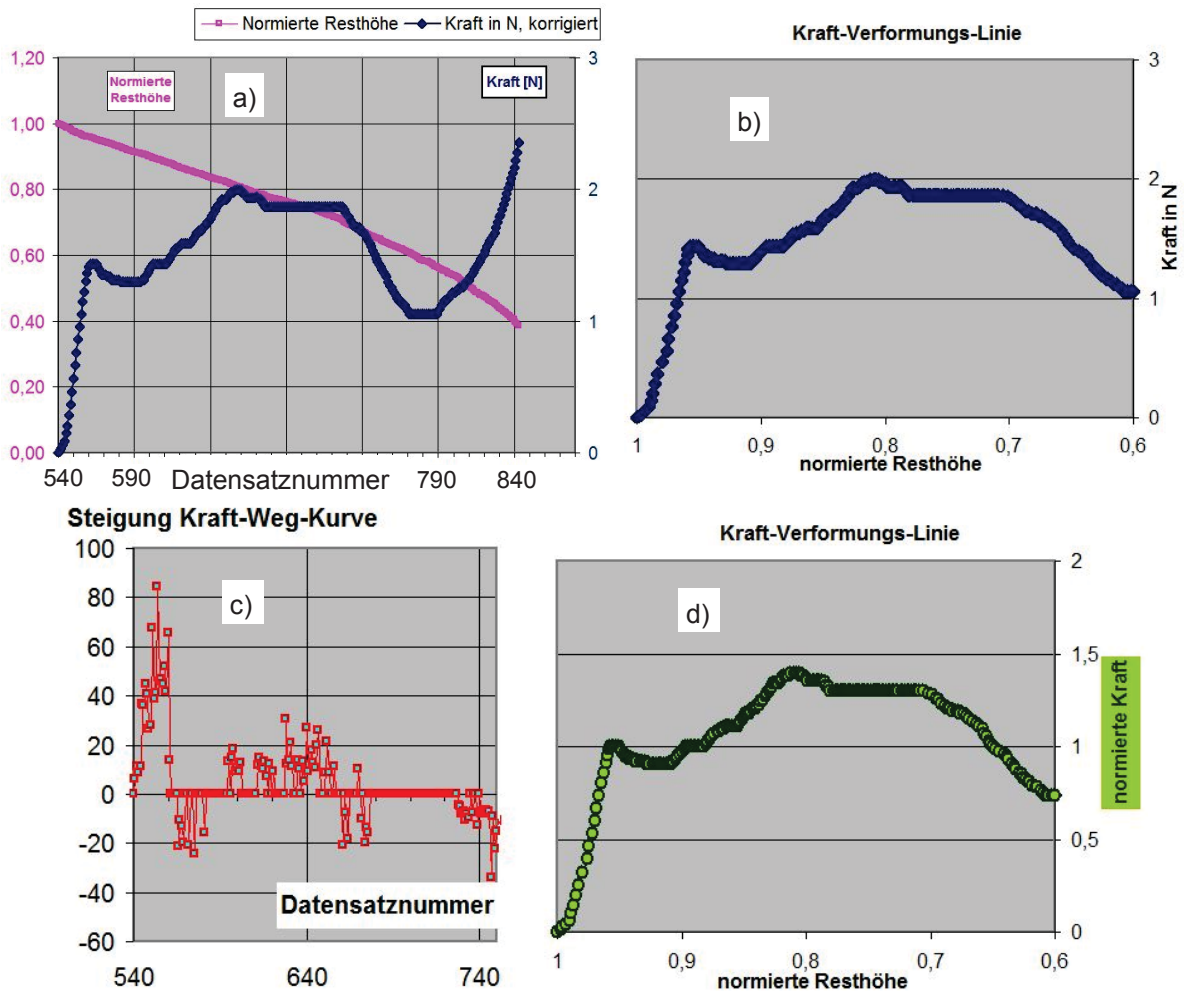 Normierte Resthöhe Kraft in N, korrigiert
1,20
1,00
0,80
0,60
0,40
0,20
0,00
Normierte
Resthöhe
a)
Kraft [N]
3
2
1
0
540 590 Datensatznummer 790 840
Kraft-Verformungs-Linie
b)
3
2
1
0
Kraft in N
1 0,9 0,8 0,7 0,6
normierte Resthöhe
Steigung Kraft-Weg-Kurve
100
80
60
40
20
0
-20
-40
-60
c)
Datensatznummer
540 640 740
Kraft-Verformungs-Linie
d)
2
1,5
1
0,5
0
normierte Kraft
1 0,9 0,8 0,7 0,6
normierte Resthöhe